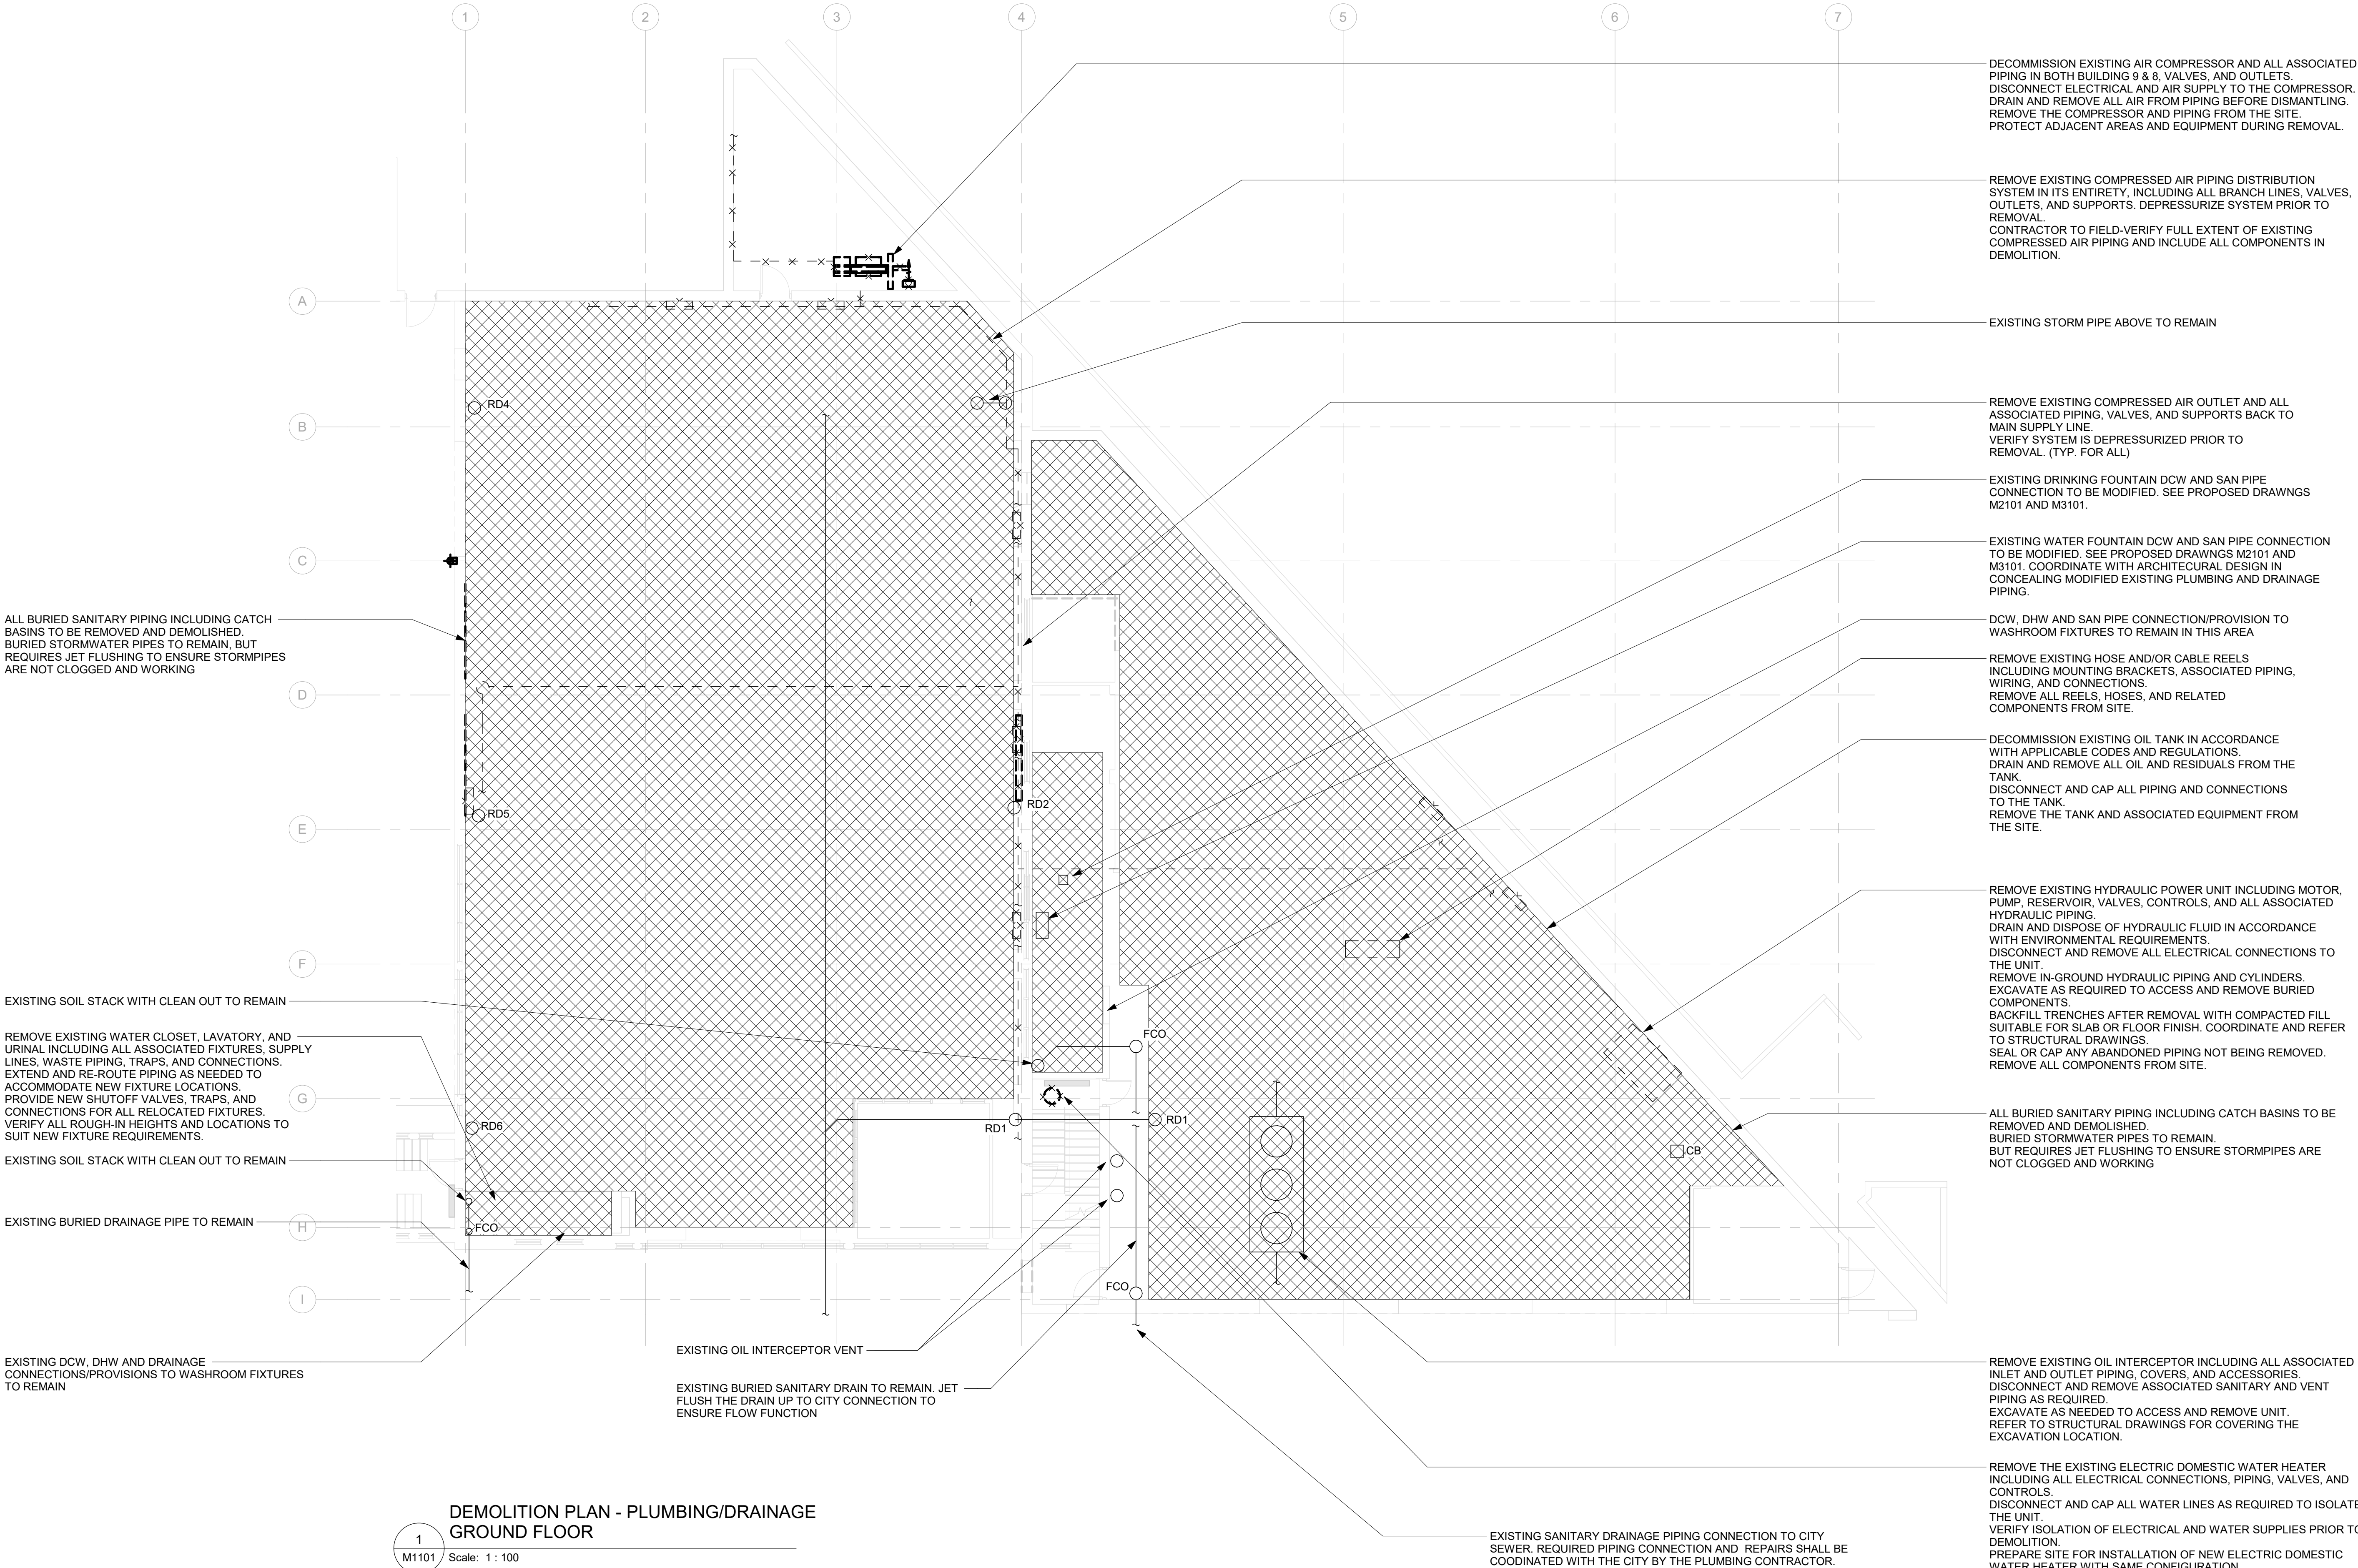 1
2
3
4
5
6
7
A
B
C
D
E
F
G
H
I
DECOMMISSION EXISTING AIR COMPRESSOR AND ALL ASSOCIATED
PIPING IN BOTH BUILDING 9 & 8, VALVES, AND OUTLETS.
DISCONNECT ELECTRICAL AND AIR SUPPLY TO THE COMPRESSOR.
DRAIN AND REMOVE ALL AIR FROM PIPING BEFORE DISMANTLING.
REMOVE THE COMPRESSOR AND PIPING FROM THE SITE.
PROTECT ADJACENT AREAS AND EQUIPMENT DURING REMOVAL.
REMOVE EXISTING COMPRESSED AIR PIPING DISTRIBUTION
SYSTEM IN ITS ENTIRETY, INCLUDING ALL BRANCH LINES, VALVES,
OUTLETS, AND SUPPORTS. DEPRESSURIZE SYSTEM PRIOR TO
REMOVAL.
CONTRACTOR TO FIELD-VERIFY FULL EXTENT OF EXISTING
COMPRESSED AIR PIPING AND INCLUDE ALL COMPONENTS IN
DEMOLITION.
EXISTING STORM PIPE ABOVE TO REMAIN
REMOVE EXISTING COMPRESSED AIR OUTLET AND ALL
ASSOCIATED PIPING, VALVES, AND SUPPORTS BACK TO
MAIN SUPPLY LINE.
VERIFY SYSTEM IS DEPRESSURIZED PRIOR TO
REMOVAL. (TYP. FOR ALL)
EXISTING DRINKING FOUNTAIN DCW AND SAN PIPE
CONNECTION TO BE MODIFIED. SEE PROPOSED DRAWNGS
M2101 AND M3101.
EXISTING WATER FOUNTAIN DCW AND SAN PIPE CONNECTION
TO BE MODIFIED. SEE PROPOSED DRAWNGS M2101 AND
M3101. COORDINATE WITH ARCHITECURAL DESIGN IN
CONCEALING MODIFIED EXISTING PLUMBING AND DRAINAGE
PIPING.
DCW, DHW AND SAN PIPE CONNECTION/PROVISION TO
WASHROOM FIXTURES TO REMAIN IN THIS AREA
REMOVE EXISTING HOSE AND/OR CABLE REELS
INCLUDING MOUNTING BRACKETS, ASSOCIATED PIPING,
WIRING, AND CONNECTIONS.
REMOVE ALL REELS, HOSES, AND RELATED
COMPONENTS FROM SITE.
DECOMMISSION EXISTING OIL TANK IN ACCORDANCE
WITH APPLICABLE CODES AND REGULATIONS.
DRAIN AND REMOVE ALL OIL AND RESIDUALS FROM THE
TANK.
DISCONNECT AND CAP ALL PIPING AND CONNECTIONS
TO THE TANK.
REMOVE THE TANK AND ASSOCIATED EQUIPMENT FROM
THE SITE.
REMOVE EXISTING HYDRAULIC POWER UNIT INCLUDING MOTOR,
PUMP, RESERVOIR, VALVES, CONTROLS, AND ALL ASSOCIATED
HYDRAULIC PIPING.
DRAIN AND DISPOSE OF HYDRAULIC FLUID IN ACCORDANCE
WITH ENVIRONMENTAL REQUIREMENTS.
DISCONNECT AND REMOVE ALL ELECTRICAL CONNECTIONS TO
THE UNIT.
REMOVE IN-GROUND HYDRAULIC PIPING AND CYLINDERS.
EXCAVATE AS REQUIRED TO ACCESS AND REMOVE BURIED
COMPONENTS.
BACKFILL TRENCHES AFTER REMOVAL WITH COMPACTED FILL
SUITABLE FOR SLAB OR FLOOR FINISH. COORDINATE AND REFER
TO STRUCTURAL DRAWINGS.
SEAL OR CAP ANY ABANDONED PIPING NOT BEING REMOVED.
REMOVE ALL COMPONENTS FROM SITE.
ALL BURIED SANITARY PIPING INCLUDING CATCH BASINS TO BE
REMOVED AND DEMOLISHED.
BURIED STORMWATER PIPES TO REMAIN.
BUT REQUIRES JET FLUSHING TO ENSURE STORMPIPES ARE
NOT CLOGGED AND WORKING
REMOVE EXISTING OIL INTERCEPTOR INCLUDING ALL ASSOCIATED
INLET AND OUTLET PIPING, COVERS, AND ACCESSORIES.
DISCONNECT AND REMOVE ASSOCIATED SANITARY AND VENT
PIPING AS REQUIRED.
EXCAVATE AS NEEDED TO ACCESS AND REMOVE UNIT.
REFER TO STRUCTURAL DRAWINGS FOR COVERING THE
EXCAVATION LOCATION.
REMOVE THE EXISTING ELECTRIC DOMESTIC WATER HEATER
INCLUDING ALL ELECTRICAL CONNECTIONS, PIPING, VALVES, AND
CONTROLS.
DISCONNECT AND CAP ALL WATER LINES AS REQUIRED TO ISOLATE
THE UNIT.
VERIFY ISOLATION OF ELECTRICAL AND WATER SUPPLIES PRIOR TO
DEMOLITION.
PREPARE SITE FOR INSTALLATION OF NEW ELECTRIC DOMESTIC
WATER HEATER WITH SAME CONFIGURATION
ALL BURIED SANITARY PIPING INCLUDING CATCH
BASINS TO BE REMOVED AND DEMOLISHED.
BURIED STORMWATER PIPES TO REMAIN, BUT
REQUIRES JET FLUSHING TO ENSURE STORMPIPES
ARE NOT CLOGGED AND WORKING
EXISTING SOIL STACK WITH CLEAN OUT TO REMAIN
REMOVE EXISTING WATER CLOSET, LAVATORY, AND
URINAL INCLUDING ALL ASSOCIATED FIXTURES, SUPPLY
LINES, WASTE PIPING, TRAPS, AND CONNECTIONS.
EXTEND AND RE-ROUTE PIPING AS NEEDED TO
ACCOMMODATE NEW FIXTURE LOCATIONS.
PROVIDE NEW SHUTOFF VALVES, TRAPS, AND
CONNECTIONS FOR ALL RELOCATED FIXTURES.
VERIFY ALL ROUGH-IN HEIGHTS AND LOCATIONS TO
SUIT NEW FIXTURE REQUIREMENTS.
EXISTING SOIL STACK WITH CLEAN OUT TO REMAIN
EXISTING BURIED DRAINAGE PIPE TO REMAIN
EXISTING DCW, DHW AND DRAINAGE
CONNECTIONS/PROVISIONS TO WASHROOM FIXTURES
TO REMAIN
RD4
RD5
RD2
RD6
FCO
RD1
RD1
CB
FCO
FCO
EXISTING OIL INTERCEPTOR VENT
EXISTING BURIED SANITARY DRAIN TO REMAIN. JET
FLUSH THE DRAIN UP TO CITY CONNECTION TO
ENSURE FLOW FUNCTION
EXISTING SANITARY DRAINAGE PIPING CONNECTION TO CITY
SEWER. REQUIRED PIPING CONNECTION AND REPAIRS SHALL BE
COODINATED WITH THE CITY BY THE PLUMBING CONTRACTOR.
DEMOLITION PLAN - PLUMBING/DRAINAGE
GROUND FLOOR
1
M1101
Scale: 1 : 100